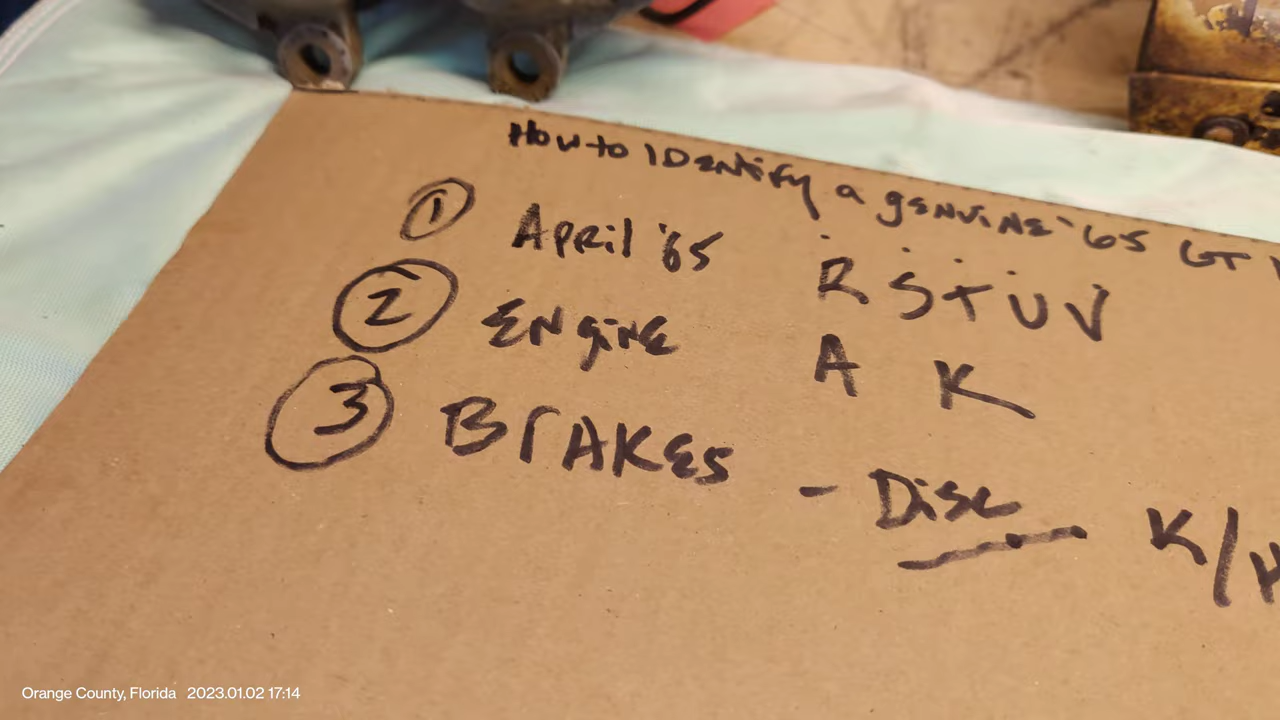 How to IDentify a genuine '65 GT
① April '65 R S T U V
② Engine A K
③ BrAKES - Disc K/H
Orange County, Florida 2023.01.02 17:14